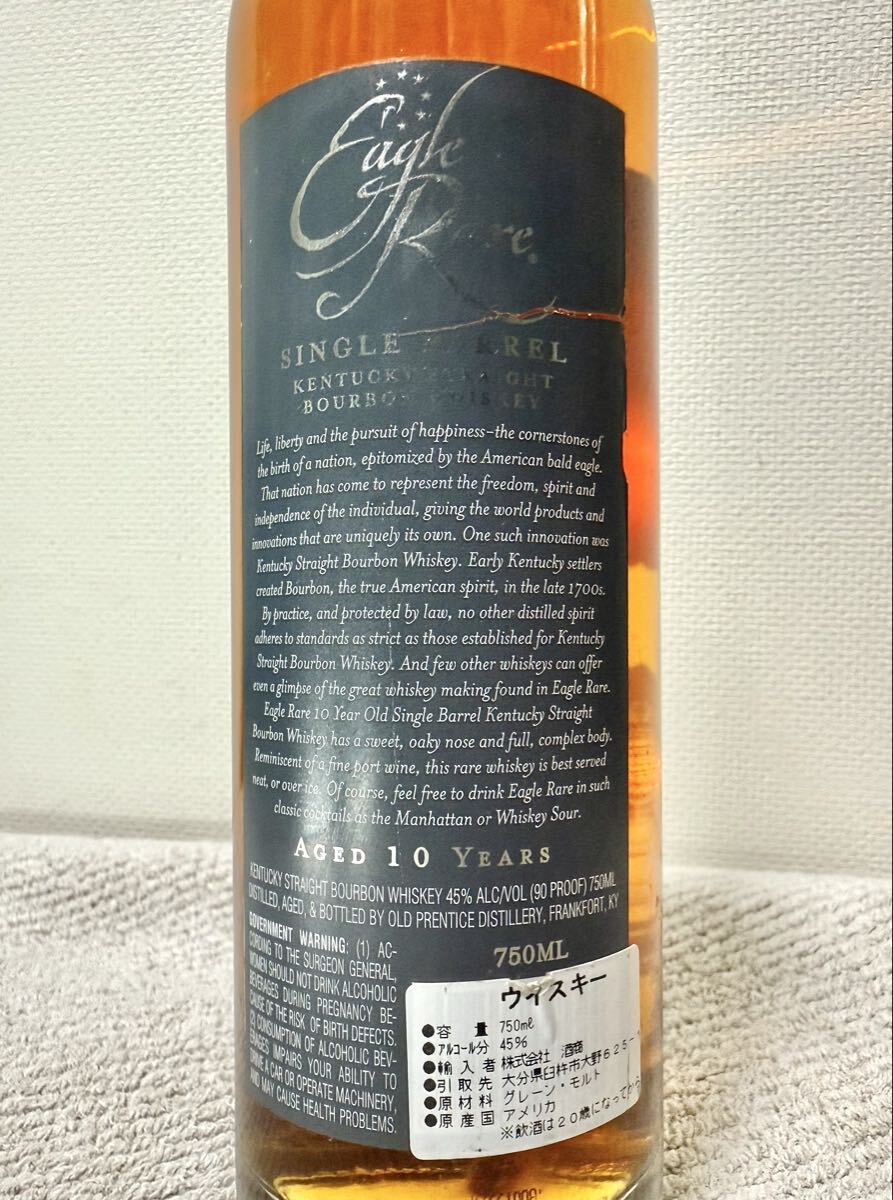 Eagle
Rare®
SINGLE BARREL
KENTUCKY STRAIGHT
BOURBON WHISKEY
Life, liberty and the pursuit of happiness–the cornerstones of
the birth of a nation, epitomized by the American bald eagle.
That nation has come to represent the freedom, spirit and
independence of the individual, giving the world products and
innovations that are uniquely its own. One such innovation was
Kentucky Straight Bourbon Whiskey. Early Kentucky settlers
created Bourbon, the true American spirit, in the late 1700s.
By practice, and protected by law, no other distilled spirit
adheres to standards as strict as those established for Kentucky
Straight Bourbon Whiskey. And few other whiskeys can offer
even a glimpse of the great whiskey making found in Eagle Rare.
Eagle Rare 10 Year Old Single Barrel Kentucky Straight
Bourbon Whiskey has a sweet, oaky nose and full, complex body.
Reminiscent of a fine port wine, this rare whiskey is best served
neat, or over ice. Of course, feel free to drink Eagle Rare in such
classic cocktails as the Manhattan or Whiskey Sour.
AGED 10 YEARS
KENTUCKY STRAIGHT BOURBON WHISKEY 45% ALC/VOL (90 PROOF) 750ML
DISTILLED, AGED, & BOTTLED BY OLD PRENTICE DISTILLERY, FRANKFORT, KY
GOVERNMENT WARNING: (1) AC-
CORDING TO THE SURGEON GENERAL,
WOMEN SHOULD NOT DRINK ALCOHOLIC
BEVERAGES DURING PREGNANCY BE-
CAUSE OF THE RISK OF BIRTH DEFECTS.
(2) CONSUMPTION OF ALCOHOLIC BEV-
ERAGES IMPAIRS YOUR ABILITY TO
DRIVE A CAR OR OPERATE MACHINERY,
AND MAY CAUSE HEALTH PROBLEMS.
750ML
ウイスキー
●容 量 750mℓ
●アルコール分 45%
●輸入者 株式会社 酒商
●引取先 大分県臼杵市大野625-1
●原材料 グレーン・モルト
●原産国 アメリカ
※飲酒は20歳になってから